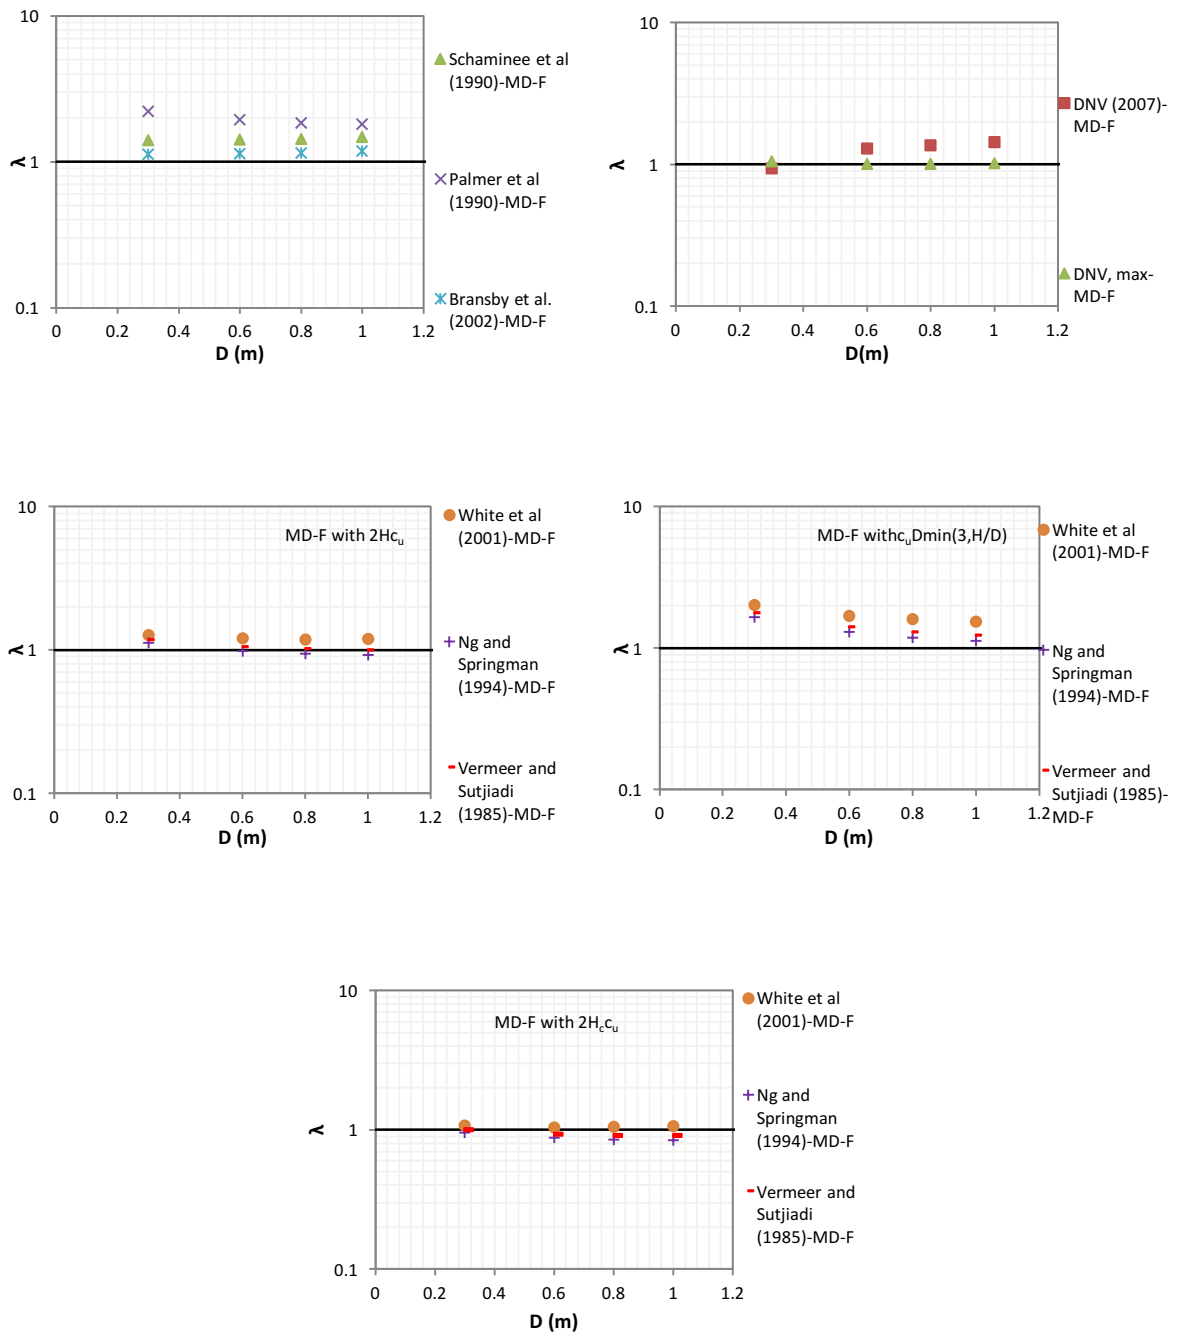 10
1
0.1
λ
0 0.2 0.4 0.6 0.8 1 1.2
D (m)
Schaminee et al
(1990)-MD-F
Palmer et al
(1990)-MD-F
Bransby et al.
(2002)-MD-F
10
1
0.1
λ
0 0.2 0.4 0.6 0.8 1 1.2
D(m)
DNV (2007)-
MD-F
DNV, max-
MD-F
10
1
0.1
λ
MD-F with 2Hcu
0 0.2 0.4 0.6 0.8 1 1.2
D (m)
White et al
(2001)-MD-F
Ng and
Springman
(1994)-MD-F
Vermeer and
Sutjiadi
(1985)-MD-F
10
1
0.1
λ
MD-F withcuDmin(3,H/D)
0 0.2 0.4 0.6 0.8 1 1.2
D (m)
White et al
(2001)-MD-F
Ng and
Springman
(1994)-MD-F
Vermeer and
Sutjiadi (1985)-
MD-F
10
1
0.1
λ
MD-F with 2Hccu
0 0.2 0.4 0.6 0.8 1 1.2
D (m)
White et al
(2001)-MD-F
Ng and
Springman
(1994)-MD-F
Vermeer and
Sutjiadi
(1985)-MD-F